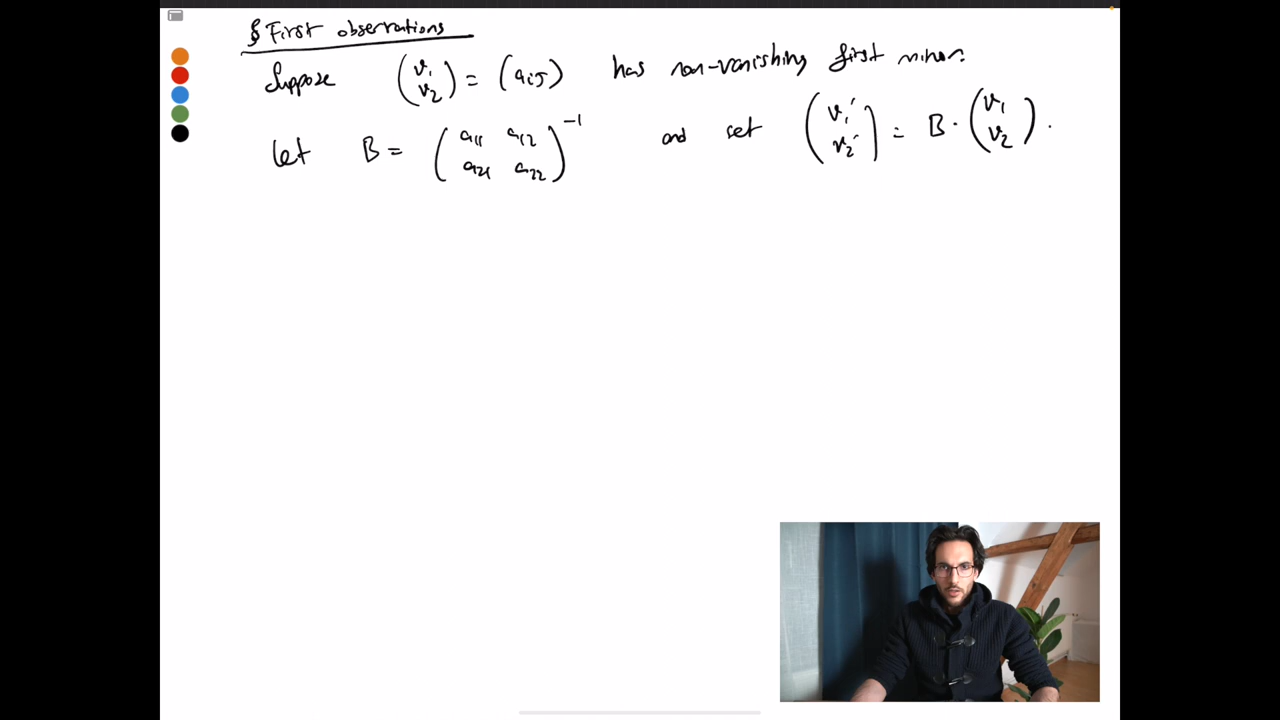 § First observations
Suppose (v₁ v₂) = (aᵢⱼ) has non-vanishing first minor.
Let B = (a₁₁ a₁₂ a₂₁ a₂₂)⁻¹ and set (v₁′ v₂′) = B · (v₁ v₂).